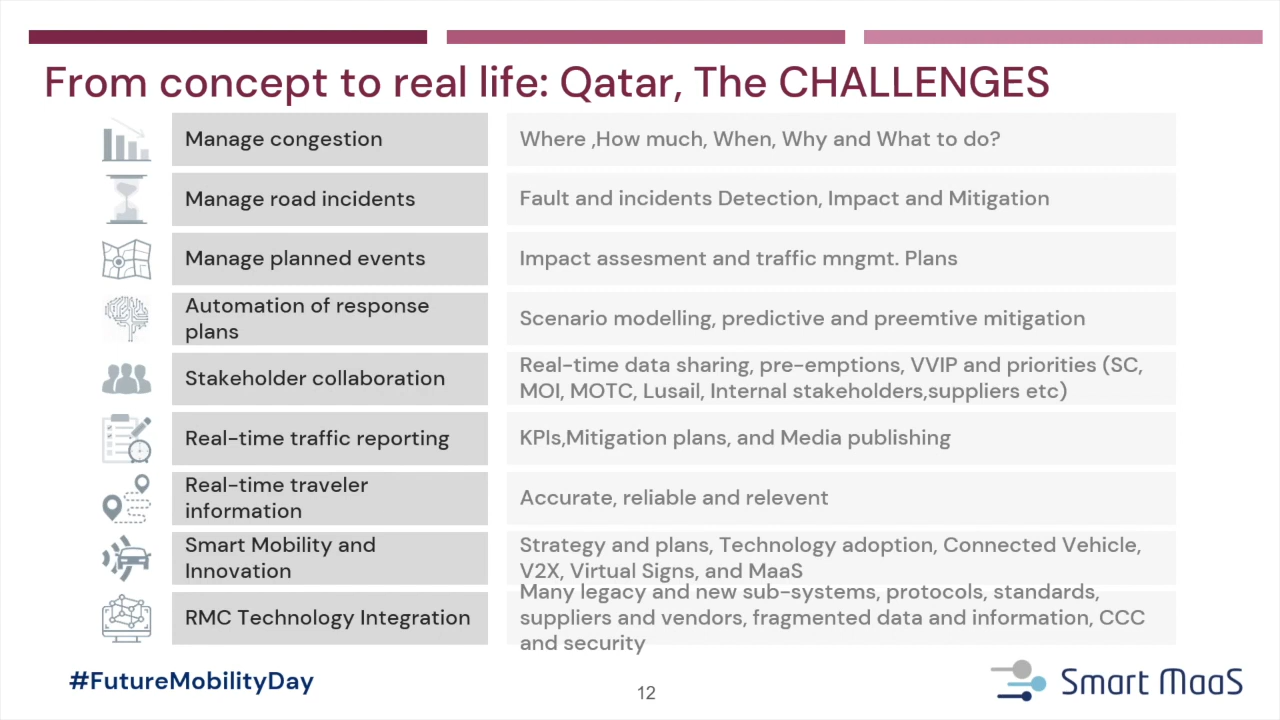 From concept to real life: Qatar, The CHALLENGES
Manage congestion
Where ,How much, When, Why and What to do?
Manage road incidents
Fault and incidents Detection, Impact and Mitigation
Manage planned events
Impact assesment and traffic mngmt. Plans
Automation of response
plans
Scenario modelling, predictive and preemtive mitigation
Stakeholder collaboration
Real-time data sharing, pre-emptions, VVIP and priorities (SC,
MOI, MOTC, Lusail, Internal stakeholders,suppliers etc)
Real-time traffic reporting
KPIs,Mitigation plans, and Media publishing
Real-time traveler
information
Accurate, reliable and relevent
Smart Mobility and
Innovation
Strategy and plans, Technology adoption, Connected Vehicle,
V2X, Virtual Signs, and MaaS
RMC Technology Integration
Many legacy and new sub-systems, protocols, standards,
suppliers and vendors, fragmented data and information, CCC
and security
#FutureMobilityDay
12
Smart MaaS